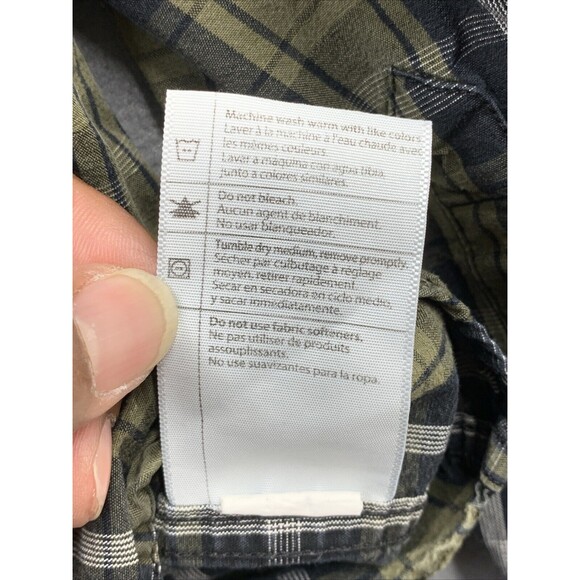 Machine wash warm with like colors.
Laver à la machine à l'eau chaude avec
les mêmes couleurs.
Lavar a máquina con agua tibia
junto a colores similares.
Do not bleach.
Aucun agent de blanchiment.
No usar blanqueador.
Tumble dry medium, remove promptly.
Sécher par culbutage à réglage
moyen, retirer rapidement.
Secar en secadora en ciclo medio,
y sacar inmediatamente.
Do not use fabric softeners.
Ne pas utiliser de produits
assouplissants.
No use suavizantes para la ropa.